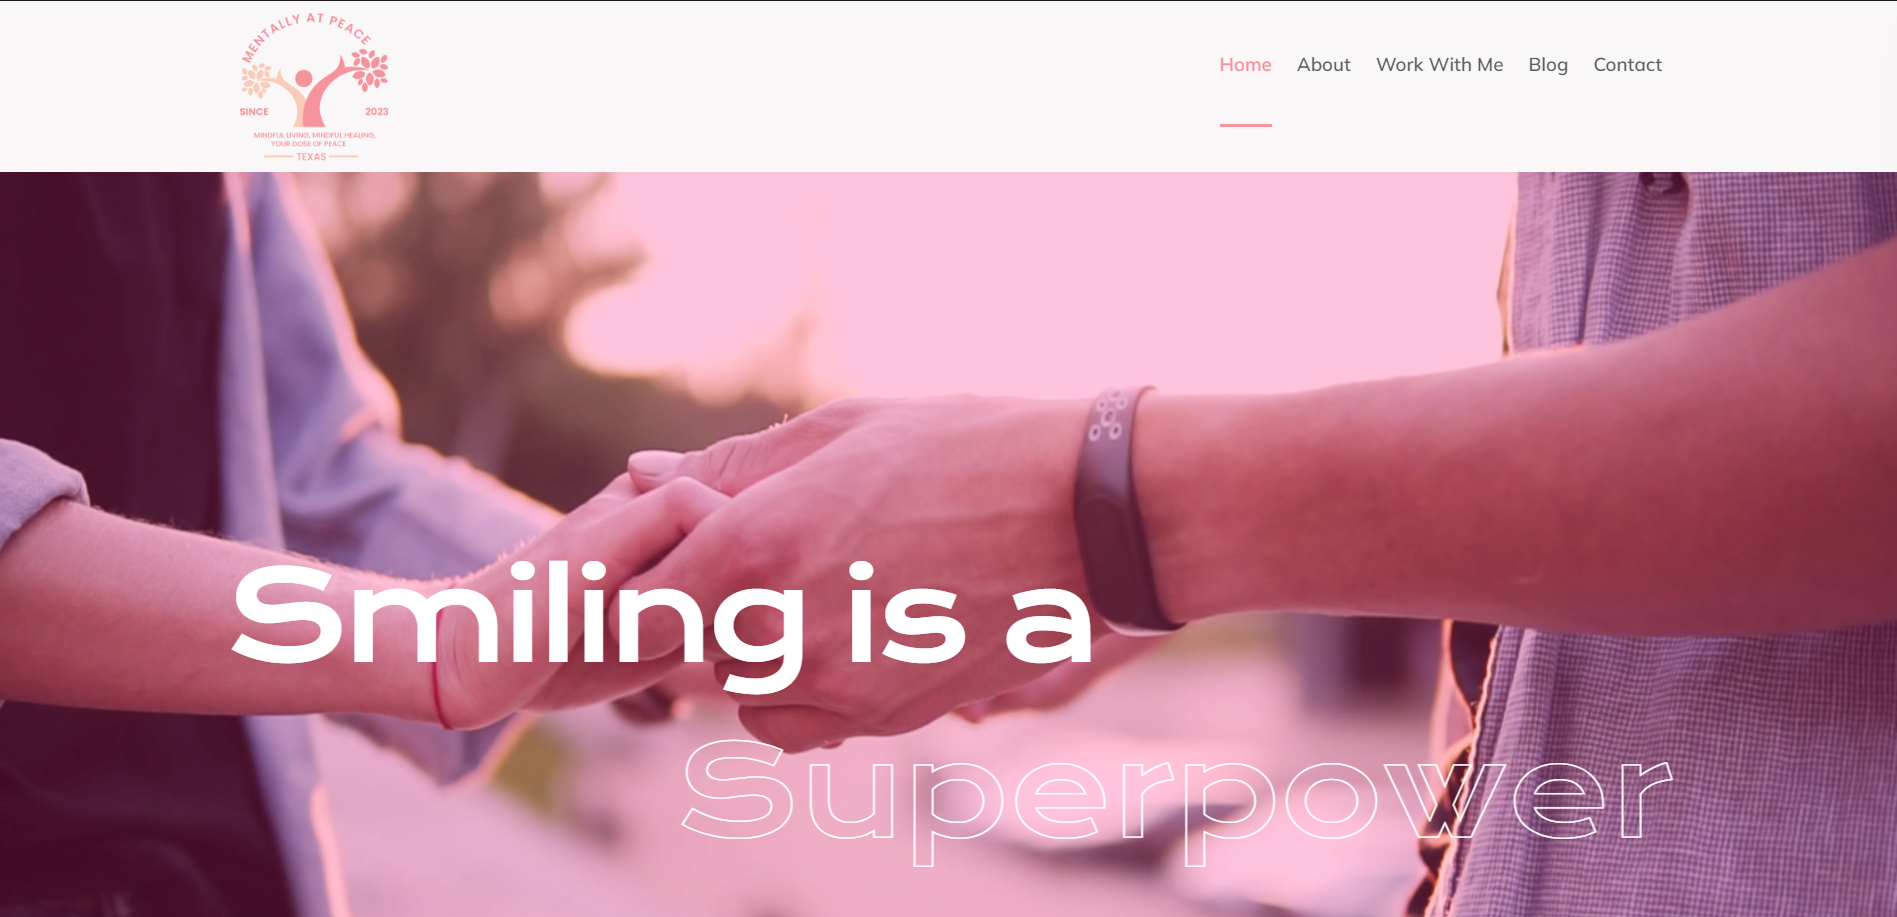 MENTALLY AT PEACE
SINCE 2023
MINDFUL LIVING, MINDFUL HEALING,
YOUR DOSE OF PEACE
TEXAS
Home About Work With Me Blog Contact
Smiling is a
Superpower